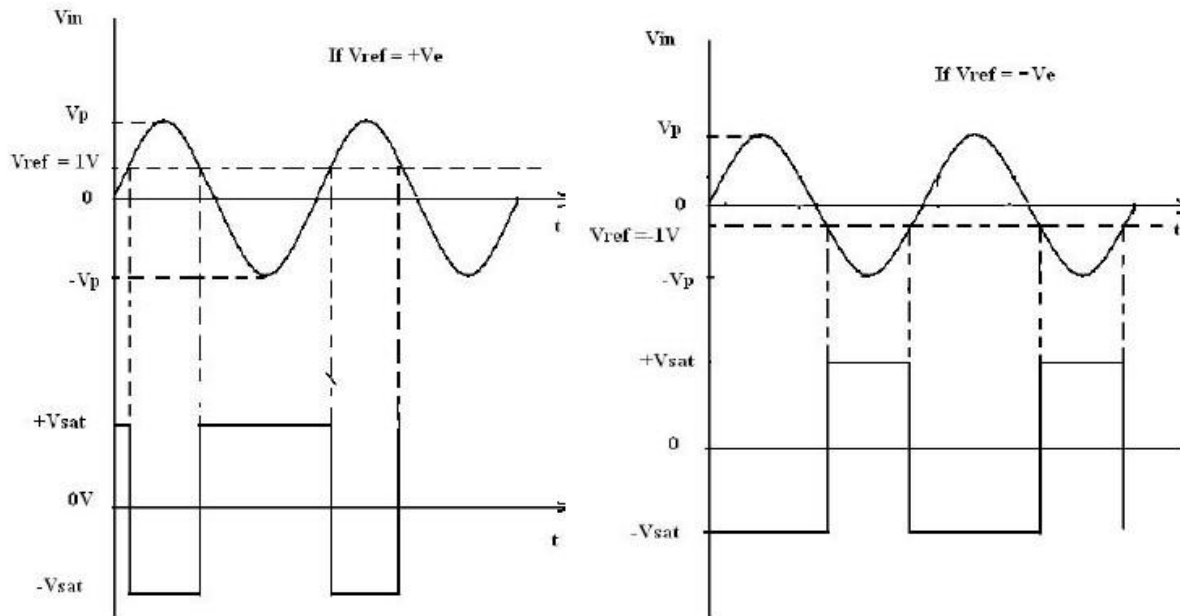 Vin
If Vref = +Ve
Vp
Vref = 1V
0
t
-Vp
+Vsat
0V
t
-Vsat
Vin
If Vref = -Ve
Vp
0
t
Vref =-1V
-Vp
+Vsat
0
t
-Vsat